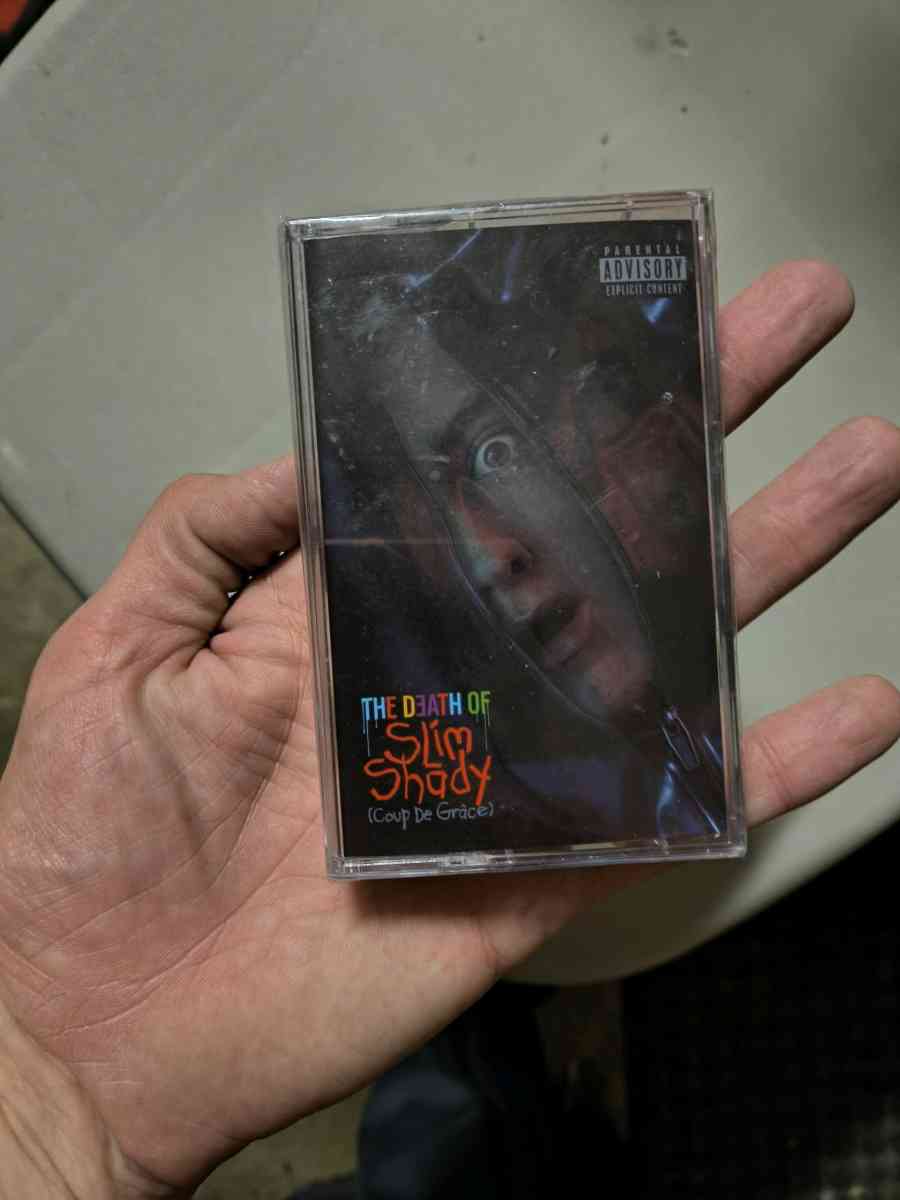 PARENTAL
ADVISORY
EXPLICIT CONTENT
THE DEATH OF
Slim
Shady
(Coup De Grâce)